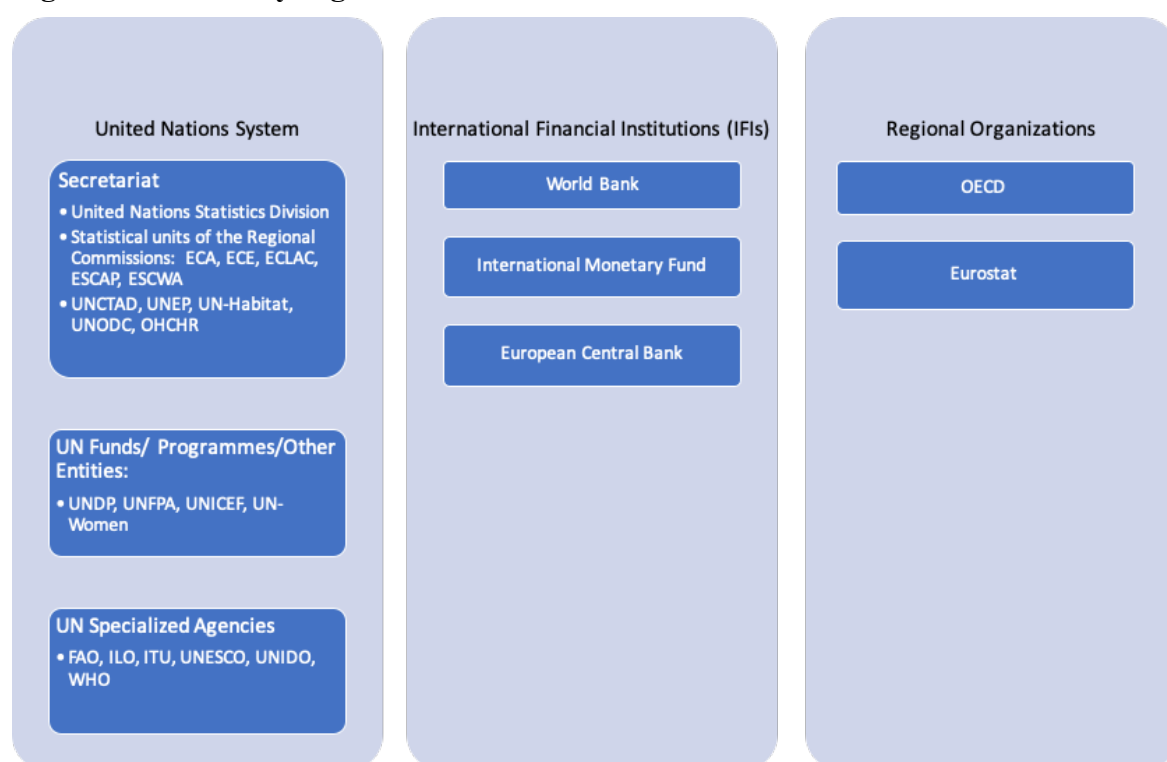 United Nations System
Secretariat
• United Nations Statistics Division
• Statistical units of the Regional
Commissions: ECA, ECE, ECLAC,
ESCAP, ESCWA
• UNCTAD, UNEP, UN-Habitat,
UNODC, OHCHR
UN Funds/ Programmes/Other
Entities:
• UNDP, UNFPA, UNICEF, UN-
Women
UN Specialized Agencies
• FAO, ILO, ITU, UNESCO, UNIDO,
WHO
International Financial Institutions (IFIs)
World Bank
International Monetary Fund
European Central Bank
Regional Organizations
OECD
Eurostat